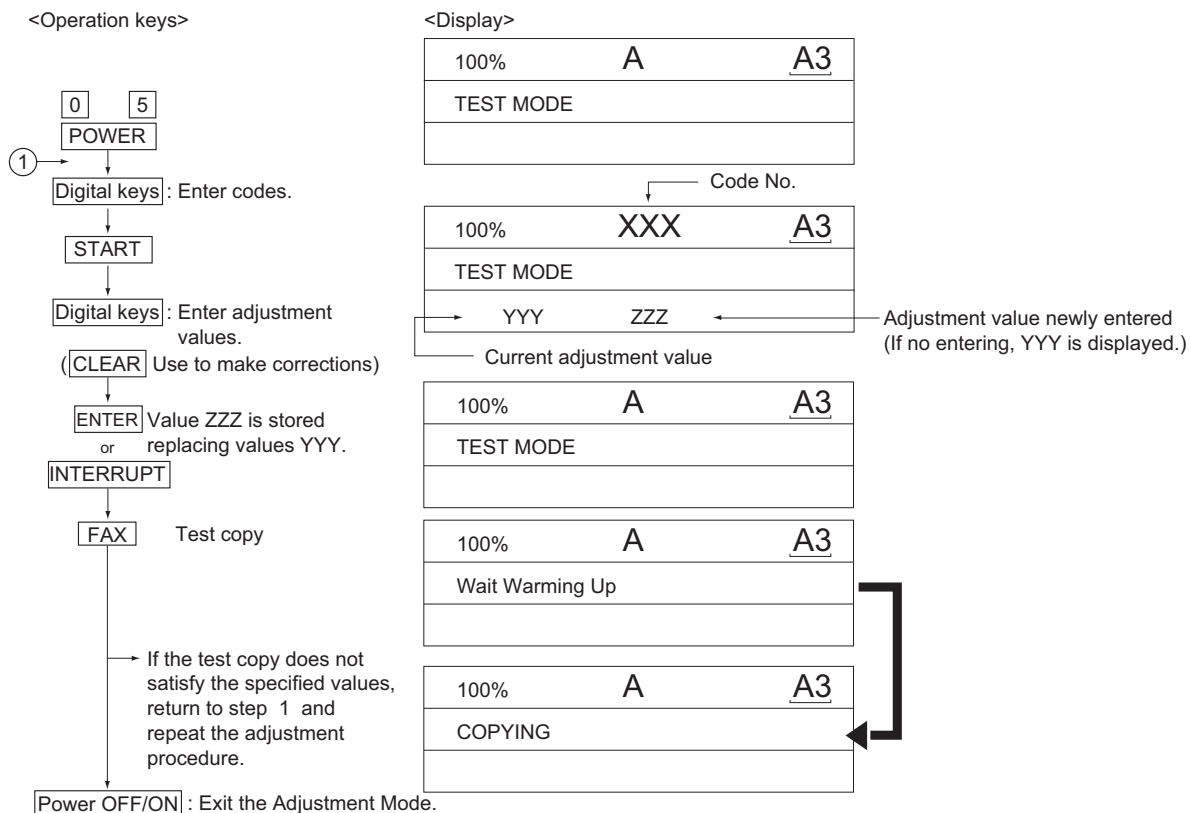 <Operation keys>
0 5
POWER
1
Digital keys : Enter codes.
START
Digital keys : Enter adjustment
values.
( CLEAR Use to make corrections)
ENTER Value ZZZ is stored
or replacing values YYY.
INTERRUPT
FAX Test copy
If the test copy does not
satisfy the specified values,
return to step 1 and
repeat the adjustment
procedure.
Power OFF/ON : Exit the Adjustment Mode.
<Display>
100% A A3
TEST MODE
Code No.
100% XXX A3
TEST MODE
YYY ZZZ
Adjustment value newly entered
(If no entering, YYY is displayed.)
Current adjustment value
100% A A3
TEST MODE
100% A A3
Wait Warming Up
100% A A3
COPYING